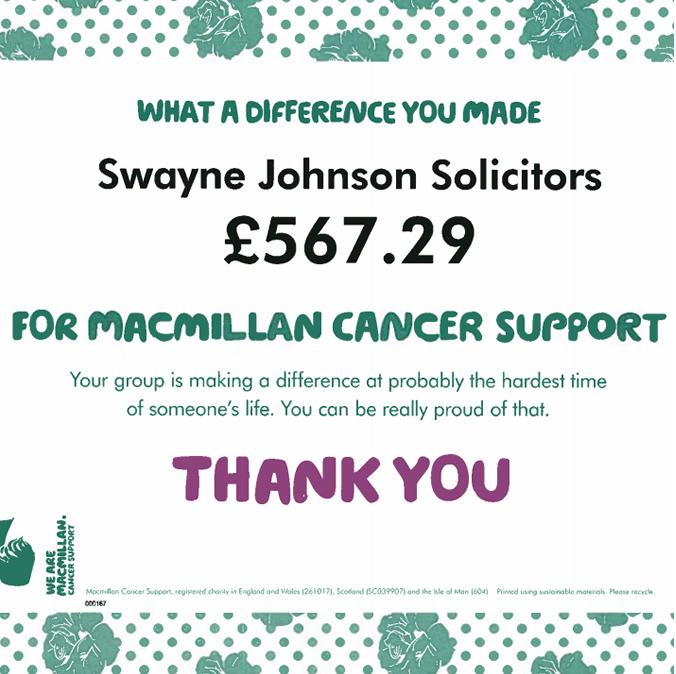 WHAT A DIFFERENCE YOU MADE
Swayne Johnson Solicitors
£567.29
FOR MACMILLAN CANCER SUPPORT
Your group is making a difference at probably the hardest time
of someone's life. You can be really proud of that.
THANK YOU
WE ARE
MACMILLAN.
CANCER SUPPORT
Macmillan Cancer Support, registered charity in England and Wales (261017), Scotland (SC039907) and the Isle of Man (604) Printed using sustainable materials. Please recycle.
000167